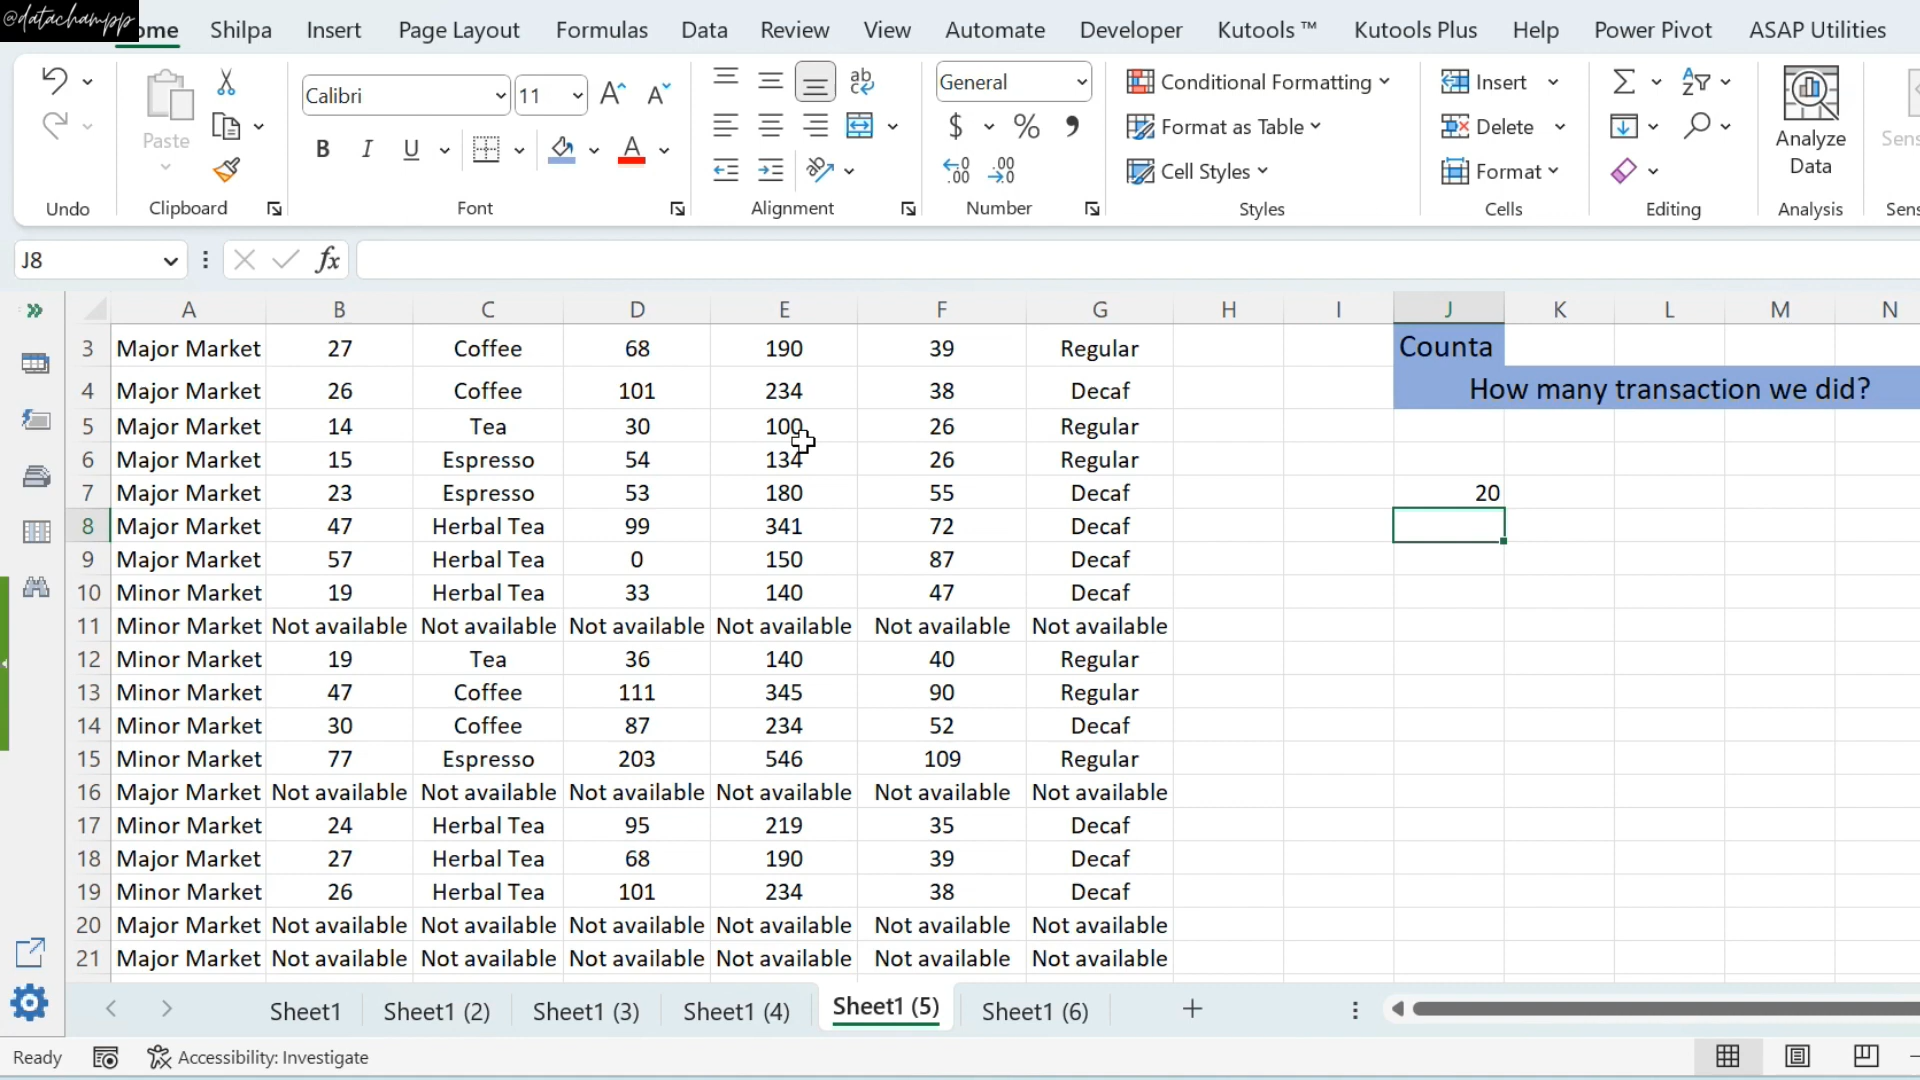 @datachampp
ome Shilpa Insert Page Layout Formulas Data Review View Automate Developer Kutools ™ Kutools Plus Help Power Pivot ASAP Utilities
Calibri 11 General Conditional Formatting Insert
Paste Format as Table Delete Analyze Sens
B I U $ % Cell Styles Format Data
Undo Clipboard Font Alignment Number Styles Cells Editing Analysis Sens
J8 fx
A B C D E F G H I J K L M N
3 Major Market 27 Coffee 68 190 39 Regular Counta
4 Major Market 26 Coffee 101 234 38 Decaf How many transaction we did?
5 Major Market 14 Tea 30 100 26 Regular
6 Major Market 15 Espresso 54 134 26 Regular
7 Major Market 23 Espresso 53 180 55 Decaf 20
8 Major Market 47 Herbal Tea 99 341 72 Decaf
9 Major Market 57 Herbal Tea 0 150 87 Decaf
10 Minor Market 19 Herbal Tea 33 140 47 Decaf
11 Minor Market Not available Not available Not available Not available Not available Not available
12 Minor Market 19 Tea 36 140 40 Regular
13 Minor Market 47 Coffee 111 345 90 Regular
14 Minor Market 30 Coffee 87 234 52 Decaf
15 Minor Market 77 Espresso 203 546 109 Regular
16 Major Market Not available Not available Not available Not available Not available Not available
17 Minor Market 24 Herbal Tea 95 219 35 Decaf
18 Major Market 27 Herbal Tea 68 190 39 Decaf
19 Minor Market 26 Herbal Tea 101 234 38 Decaf
20 Major Market Not available Not available Not available Not available Not available Not available
21 Major Market Not available Not available Not available Not available Not available Not available
Sheet1 Sheet1 (2) Sheet1 (3) Sheet1 (4) Sheet1 (5) Sheet1 (6)
Ready Accessibility: Investigate